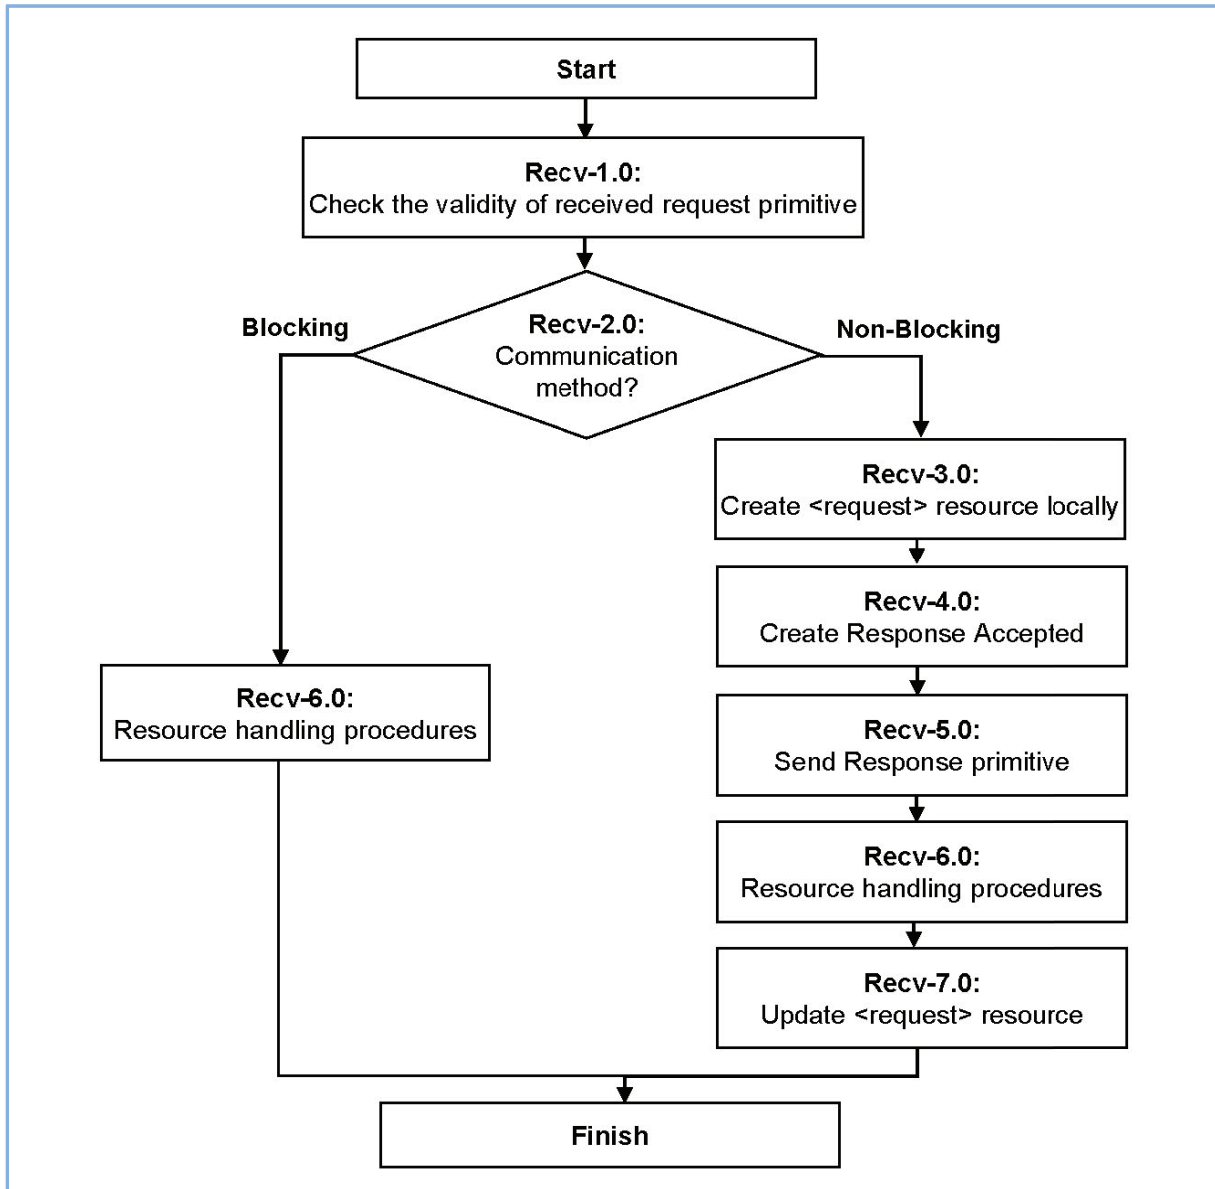 Start
Recv-1.0:
Check the validity of received request primitive
Blocking
Recv-2.0:
Communication
method?
Non-Blocking
Recv-3.0:
Create <request> resource locally
Recv-4.0:
Create Response Accepted
Recv-6.0:
Resource handling procedures
Recv-5.0:
Send Response primitive
Recv-6.0:
Resource handling procedures
Recv-7.0:
Update <request> resource
Finish